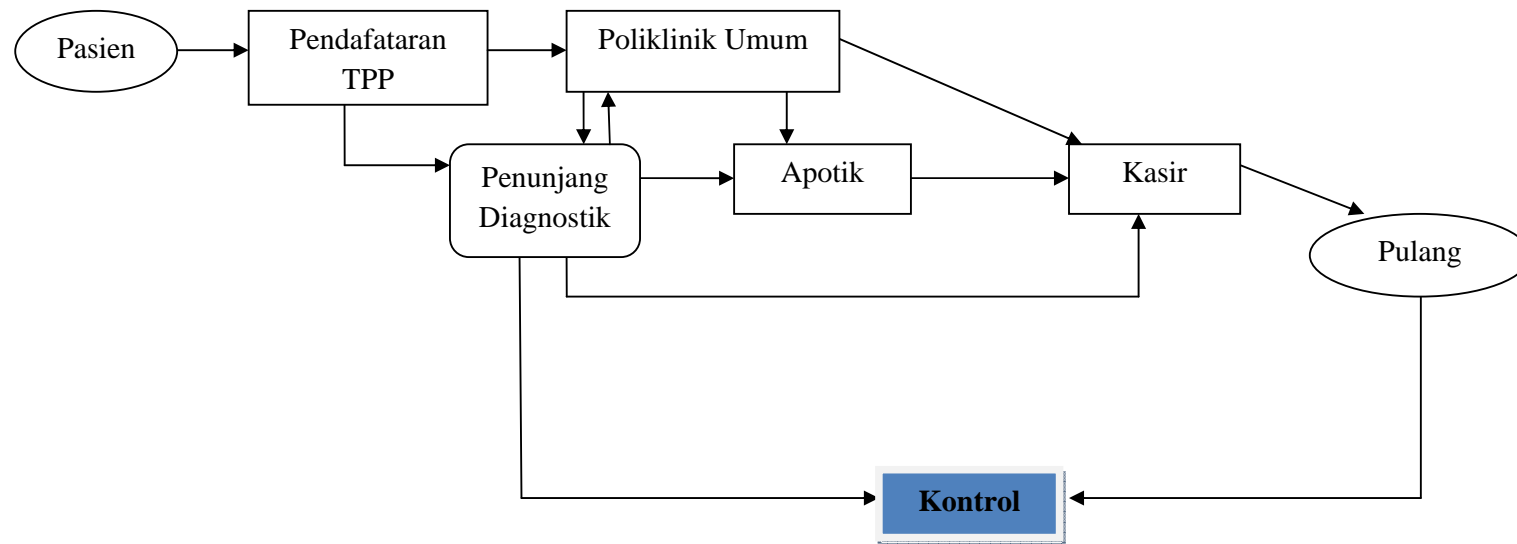 Pasien
Pendafataran
TPP
Poliklinik Umum
Penunjang
Diagnostik
Apotik
Kasir
Pulang
Kontrol